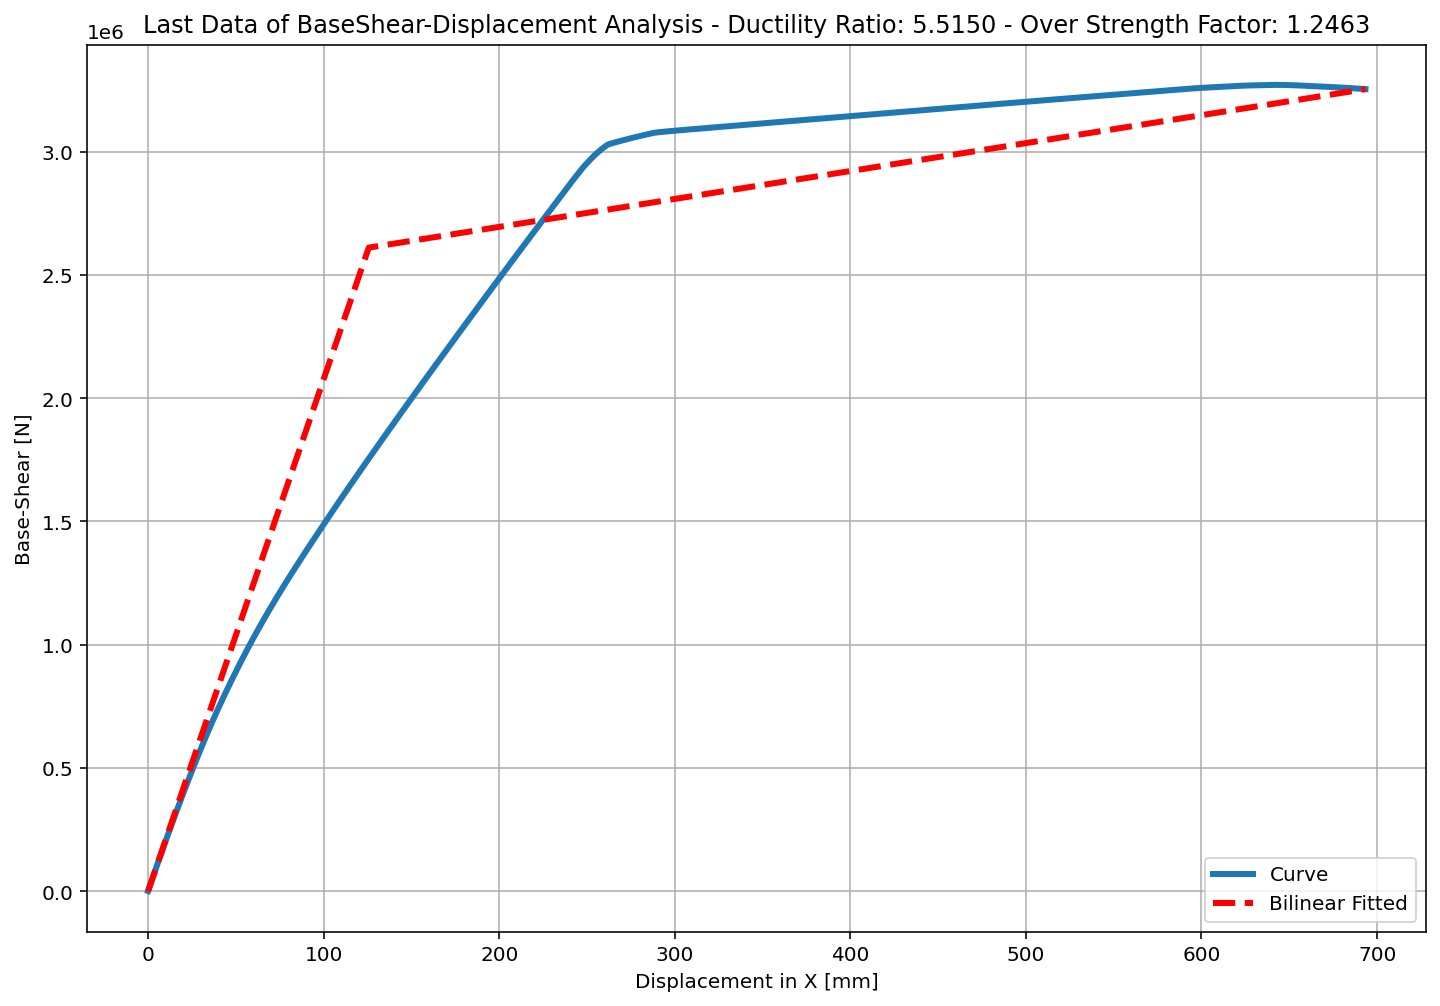 Last Data of BaseShear-Displacement Analysis - Ductility Ratio: 5.5150 - Over Strength Factor: 1.2463
1e6
3.0
2.5
2.0
1.5
1.0
0.5
0.0
Base-Shear [N]
0 100 200 300 400 500 600 700
Displacement in X [mm]
Curve
Bilinear Fitted